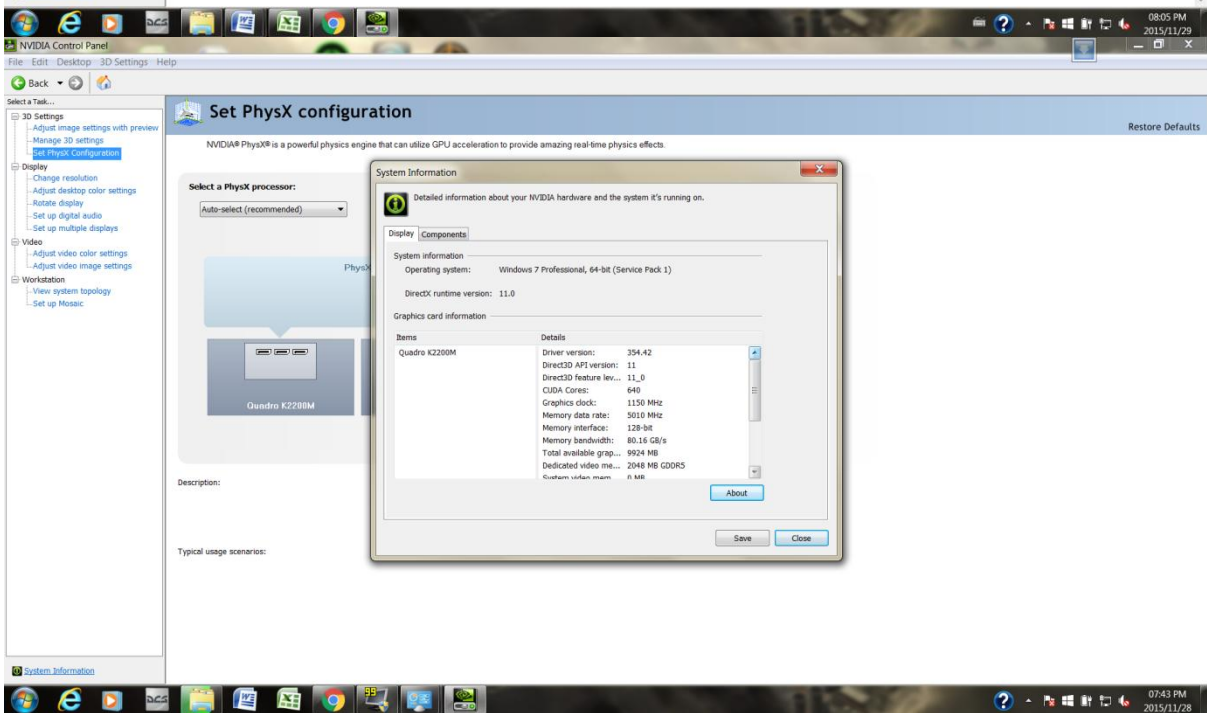 DCS
08:05 PM
2015/11/29
NVIDIA Control Panel
File Edit Desktop 3D Settings Help
Back
Select a Task...
3D Settings
Adjust image settings with preview
Manage 3D settings
Set PhysX Configuration
Display
Change resolution
Adjust desktop color settings
Rotate display
Set up digital audio
Set up multiple displays
Video
Adjust video color settings
Adjust video image settings
Workstation
View system topology
Set up Mosaic
System Information
Set PhysX configuration
Restore Defaults
NVIDIA® PhysX® is a powerful physics engine that can utilize GPU acceleration to provide amazing real-time physics effects.
Select a PhysX processor:
Auto-select (recommended)
PhysX
Quadro K2200M
Description:
Typical usage scenarios:
System Information
Detailed information about your NVIDIA hardware and the system it's running on.
Display Components
System information
Operating system: Windows 7 Professional, 64-bit (Service Pack 1)
DirectX runtime version: 11.0
Graphics card information
Items Details
Quadro K2200M Driver version: 354.42
Direct3D API version: 11
Direct3D feature lev... 11_0
CUDA Cores: 640
Graphics clock: 1150 MHz
Memory data rate: 5010 MHz
Memory interface: 128-bit
Memory bandwidth: 80.16 GB/s
Total available grap... 9924 MB
Dedicated video me... 2048 MB GDDR5
System video mem 0 MB
About
Save Close
DCS
99
07:43 PM
2015/11/28